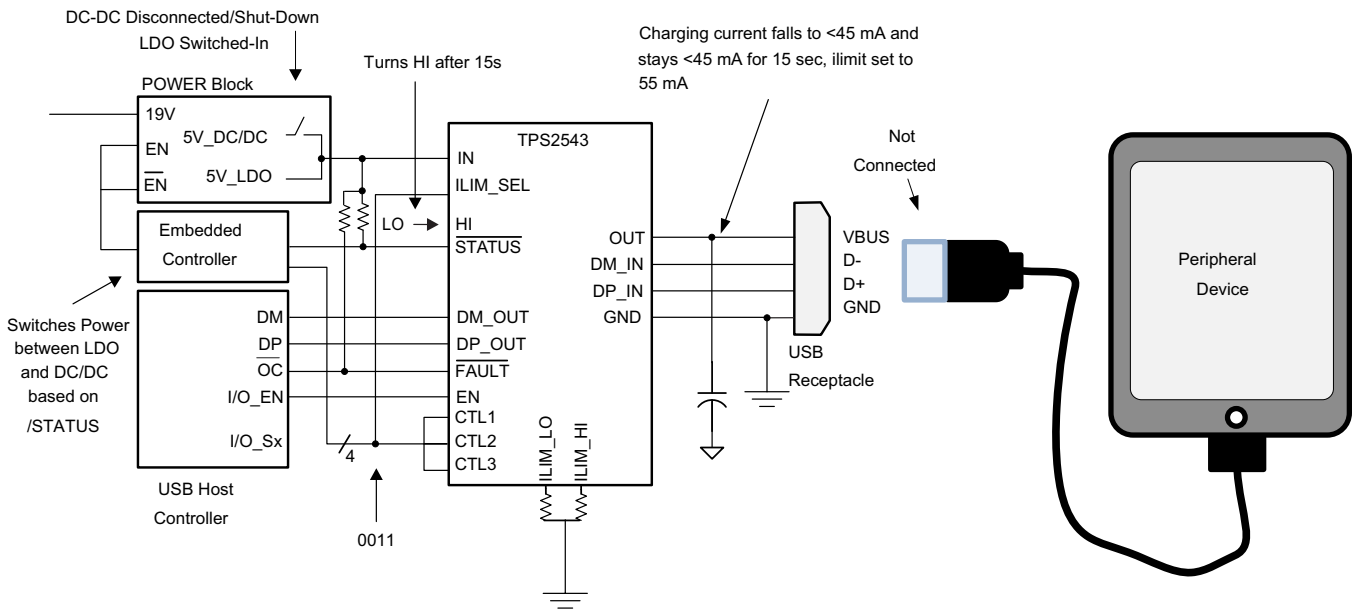 DC-DC Disconnected/Shut-Down
LDO Switched-In
Turns HI after 15s
Charging current falls to <45 mA and
stays <45 mA for 15 sec, ilimit set to
55 mA
POWER Block
19V
5V_DC/DC
EN
5V_LDO
EN
Embedded
Controller
Switches Power
between LDO
and DC/DC
based on
/STATUS
DM
DP
OC
I/O_EN
I/O_Sx
USB Host
Controller
4
0011
LO
TPS2543
IN
ILIM_SEL
HI
STATUS
DM_OUT
DP_OUT
FAULT
EN
CTL1
CTL2
CTL3
ILIM_LO
ILIM_HI
OUT
DM_IN
DP_IN
GND
VBUS
D-
D+
GND
USB
Receptacle
Not
Connected
Peripheral
Device